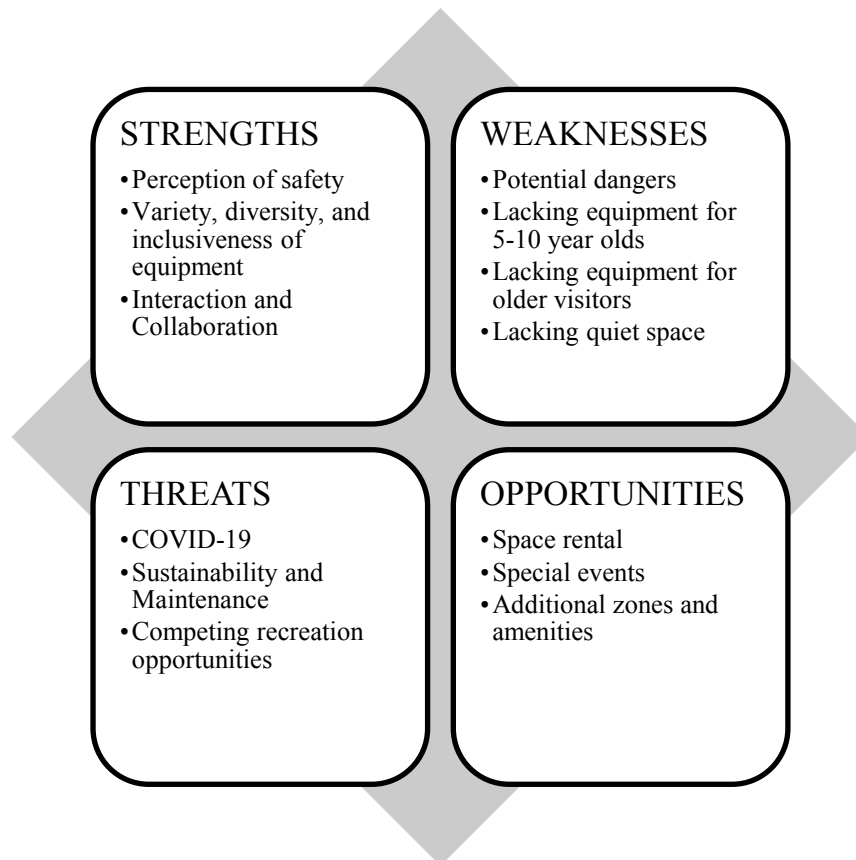 STRENGTHS
•Perception of safety
•Variety, diversity, and
inclusiveness of
equipment
•Interaction and
Collaboration
WEAKNESSES
•Potential dangers
•Lacking equipment for
5-10 year olds
•Lacking equipment for
older visitors
•Lacking quiet space
THREATS
•COVID-19
•Sustainability and
Maintenance
•Competing recreation
opportunities
OPPORTUNITIES
•Space rental
•Special events
•Additional zones and
amenities